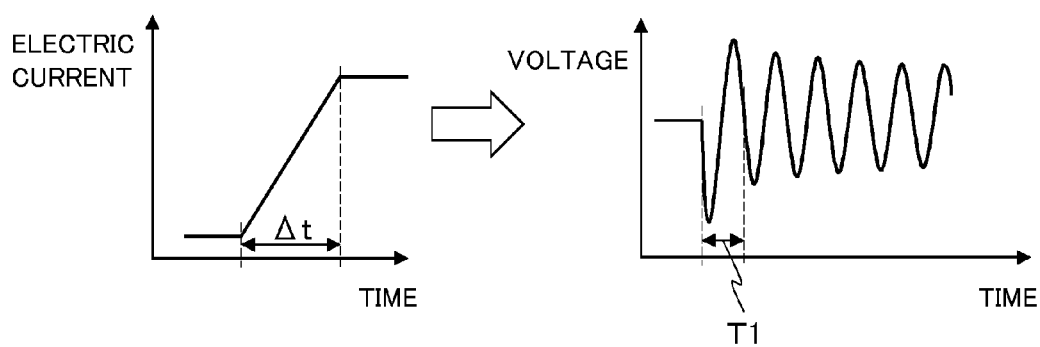 ELECTRIC
CURRENT
Δt
TIME
VOLTAGE
TIME
T1